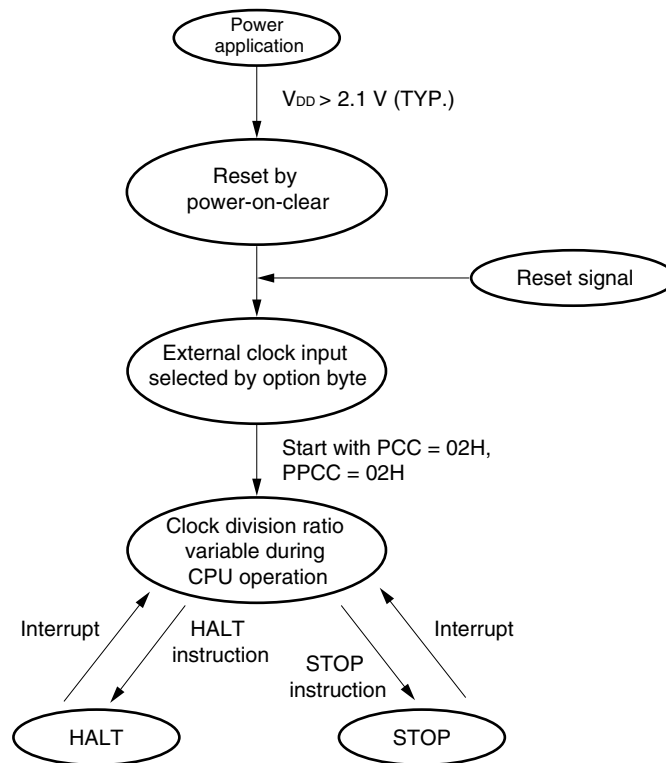 Power
application
VDD > 2.1 V (TYP.)
Reset by
power-on-clear
Reset signal
External clock input
selected by option byte
Start with PCC = 02H,
PPCC = 02H
Clock division ratio
variable during
CPU operation
Interrupt
HALT
instruction
STOP
instruction
Interrupt
HALT
STOP